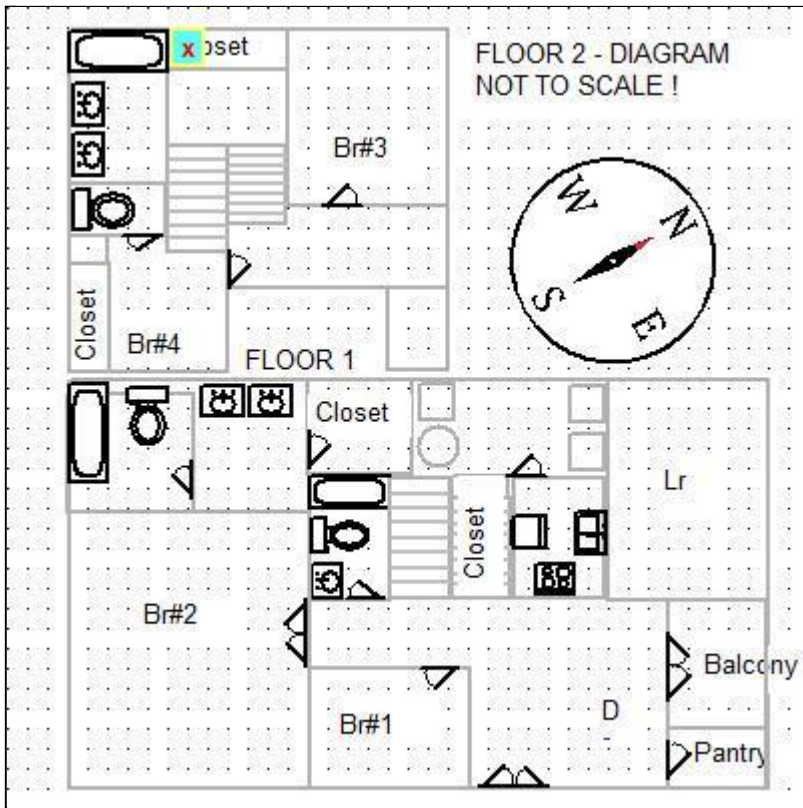 x
oset
FLOOR 2 - DIAGRAM
NOT TO SCALE !
Br#3
W
N
S
E
Closet
Br#4
FLOOR 1
Closet
Lr
Closet
Br#2
Balcony
Br#1
D
Pantry